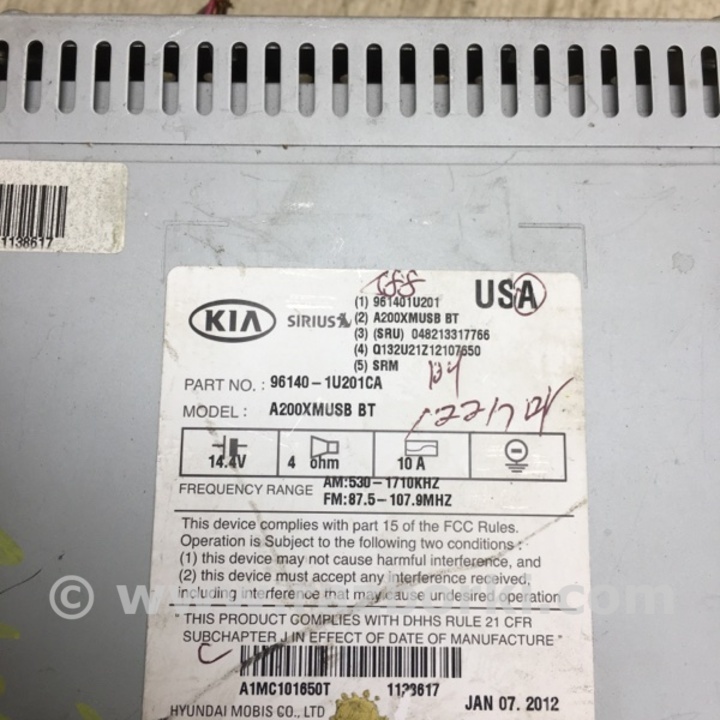 1138617
USA
KIA
SIRIUS
(1) 961401U201
(2) A200XMUSB BT
(3) (SRU) 048213317766
(4) Q132U21Z12107650
(5) SRM
PART NO. : 96140-1U201CA
MODEL : A200XMUSB BT
14.4V
4 ohm
10 A
FREQUENCY RANGE AM:530-1710KHZ
FM:87.5-107.9MHZ
This device complies with part 15 of the FCC Rules.
Operation is Subject to the following two conditions :
(1) this device may not cause harmful interference, and
(2) this device must accept any interference received,
including interference that may cause undesired operation
" THIS PRODUCT COMPLIES WITH DHHS RULE 21 CFR
SUBCHAPTER J IN EFFECT OF DATE OF MANUFACTURE "
C
A1MC101650T 1138617
HYUNDAI MOBIS CO., LTD
JAN 07. 2012